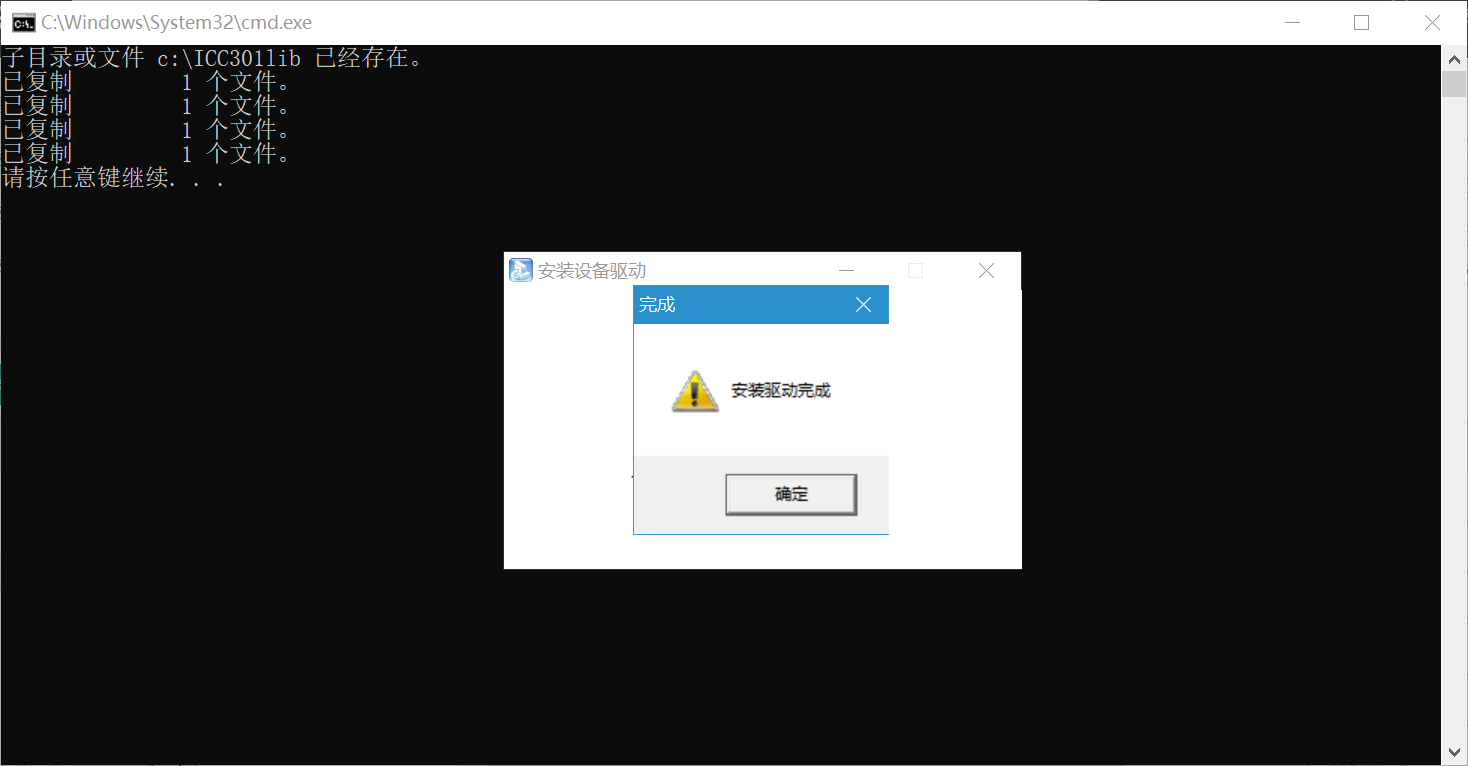 C:\Windows\System32\cmd.exe
子目录或文件 c:\ICC301lib 已经存在。
已复制         1 个文件。
已复制         1 个文件。
已复制         1 个文件。
已复制         1 个文件。
请按任意键继续. . .
安装设备驱动
完成
安装驱动完成
确定